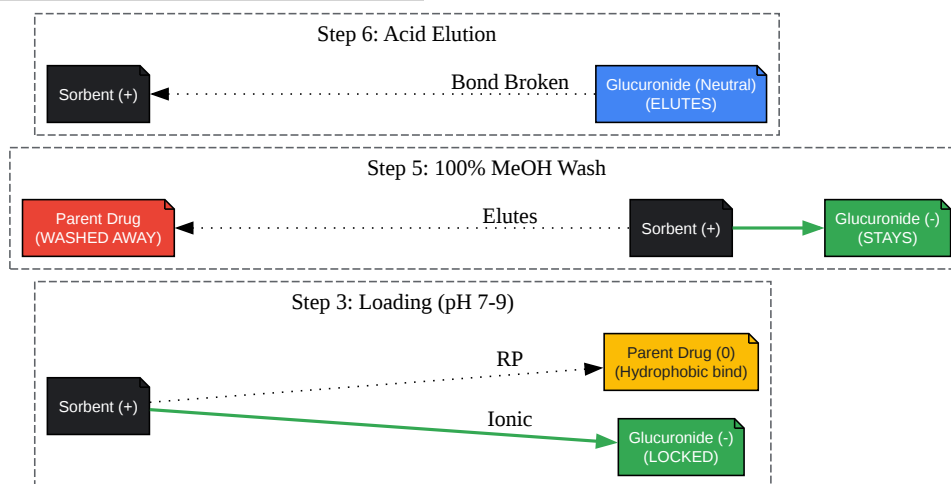 Step 6: Acid Elution
Sorbent (+)
Bond Broken
Glucuronide (Neutral)
(ELUTES)
Step 5: 100% MeOH Wash
Parent Drug
(WASHED AWAY)
Elutes
Sorbent (+)
Glucuronide (-)
(STAYS)
Step 3: Loading (pH 7-9)
Sorbent (+)
RP
Parent Drug (0)
(Hydrophobic bind)
Ionic
Glucuronide (-)
(LOCKED)